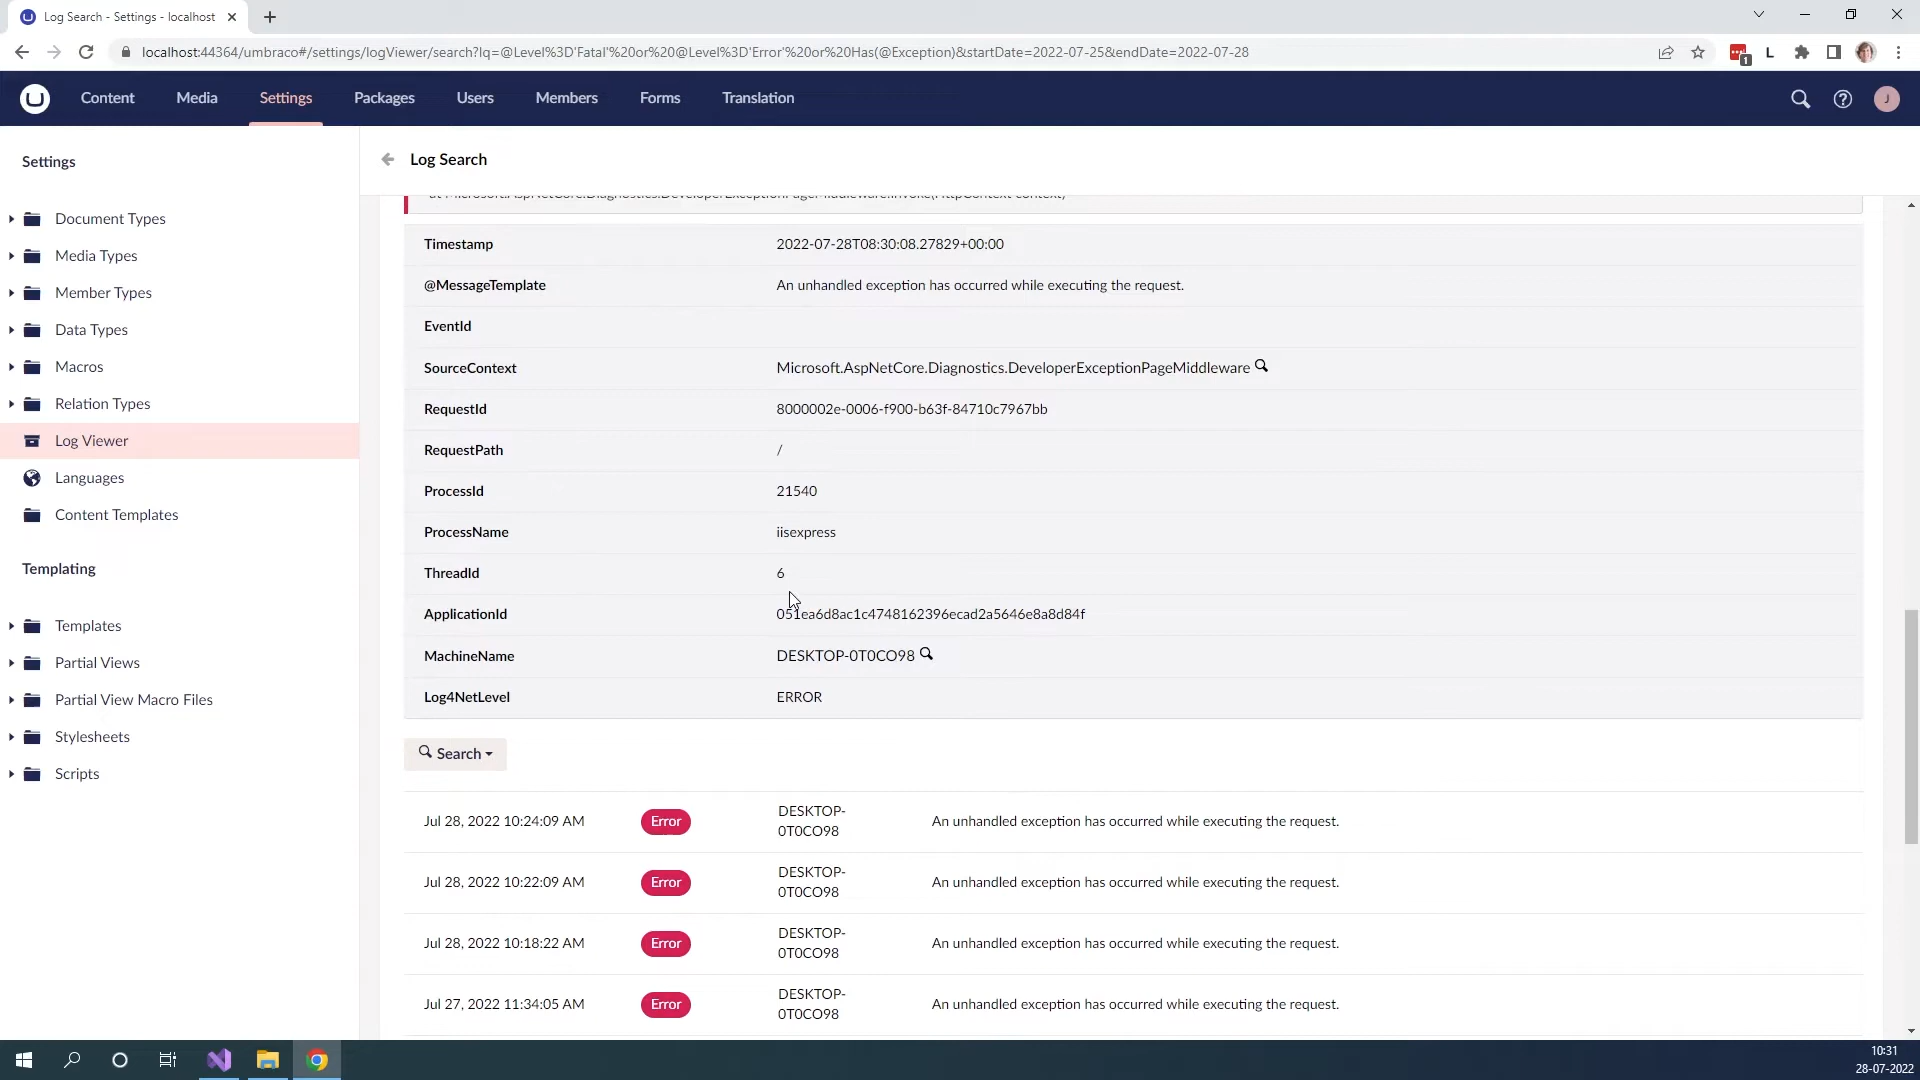 Log Search - Settings - localhost
localhost:44364/umbraco#/settings/logViewer/search?lq=@Level%3D'Fatal'%20or%20@Level%3D'Error'%20or%20Has(@Exception)&startDate=2022-07-25&endDate=2022-07-28
1
L
Content
Media
Settings
Packages
Users
Members
Forms
Translation
J
Settings
Document Types
Media Types
Member Types
Data Types
Macros
Relation Types
Log Viewer
Languages
Content Templates
Templating
Templates
Partial Views
Partial View Macro Files
Stylesheets
Scripts
Log Search
at Microsoft.AspNetCore.Diagnostics.DeveloperExceptionPageMiddleware.Invoke(HttpContext context)
Timestamp 2022-07-28T08:30:08.27829+00:00
@MessageTemplate An unhandled exception has occurred while executing the request.
EventId
SourceContext Microsoft.AspNetCore.Diagnostics.DeveloperExceptionPageMiddleware
RequestId 8000002e-0006-f900-b63f-84710c7967bb
RequestPath /
ProcessId 21540
ProcessName iisexpress
ThreadId 6
ApplicationId 051ea6d8ac1c4748162396ecad2a5646e8a8d84f
MachineName DESKTOP-0T0CO98
Log4NetLevel ERROR
Search
Jul 28, 2022 10:24:09 AM Error DESKTOP-0T0CO98 An unhandled exception has occurred while executing the request.
Jul 28, 2022 10:22:09 AM Error DESKTOP-0T0CO98 An unhandled exception has occurred while executing the request.
Jul 28, 2022 10:18:22 AM Error DESKTOP-0T0CO98 An unhandled exception has occurred while executing the request.
Jul 27, 2022 11:34:05 AM Error DESKTOP-0T0CO98 An unhandled exception has occurred while executing the request.
10:31
28-07-2022